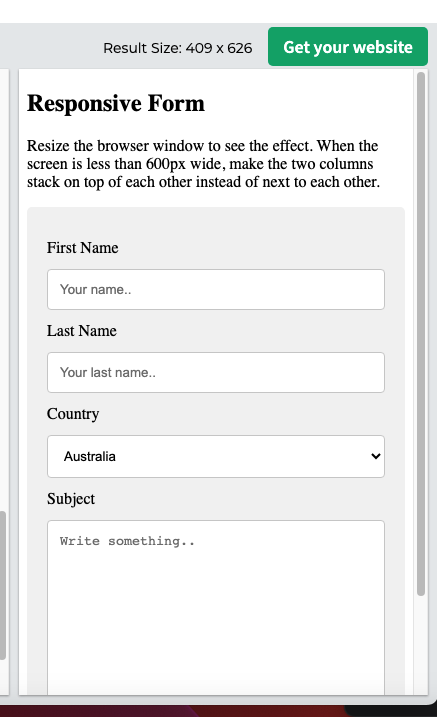 Result Size: 409 x 626
Get your website
Responsive Form
Resize the browser window to see the effect. When the
screen is less than 600px wide, make the two columns
stack on top of each other instead of next to each other.
First Name
Your name..
Last Name
Your last name..
Country
Australia
Subject
Write something..